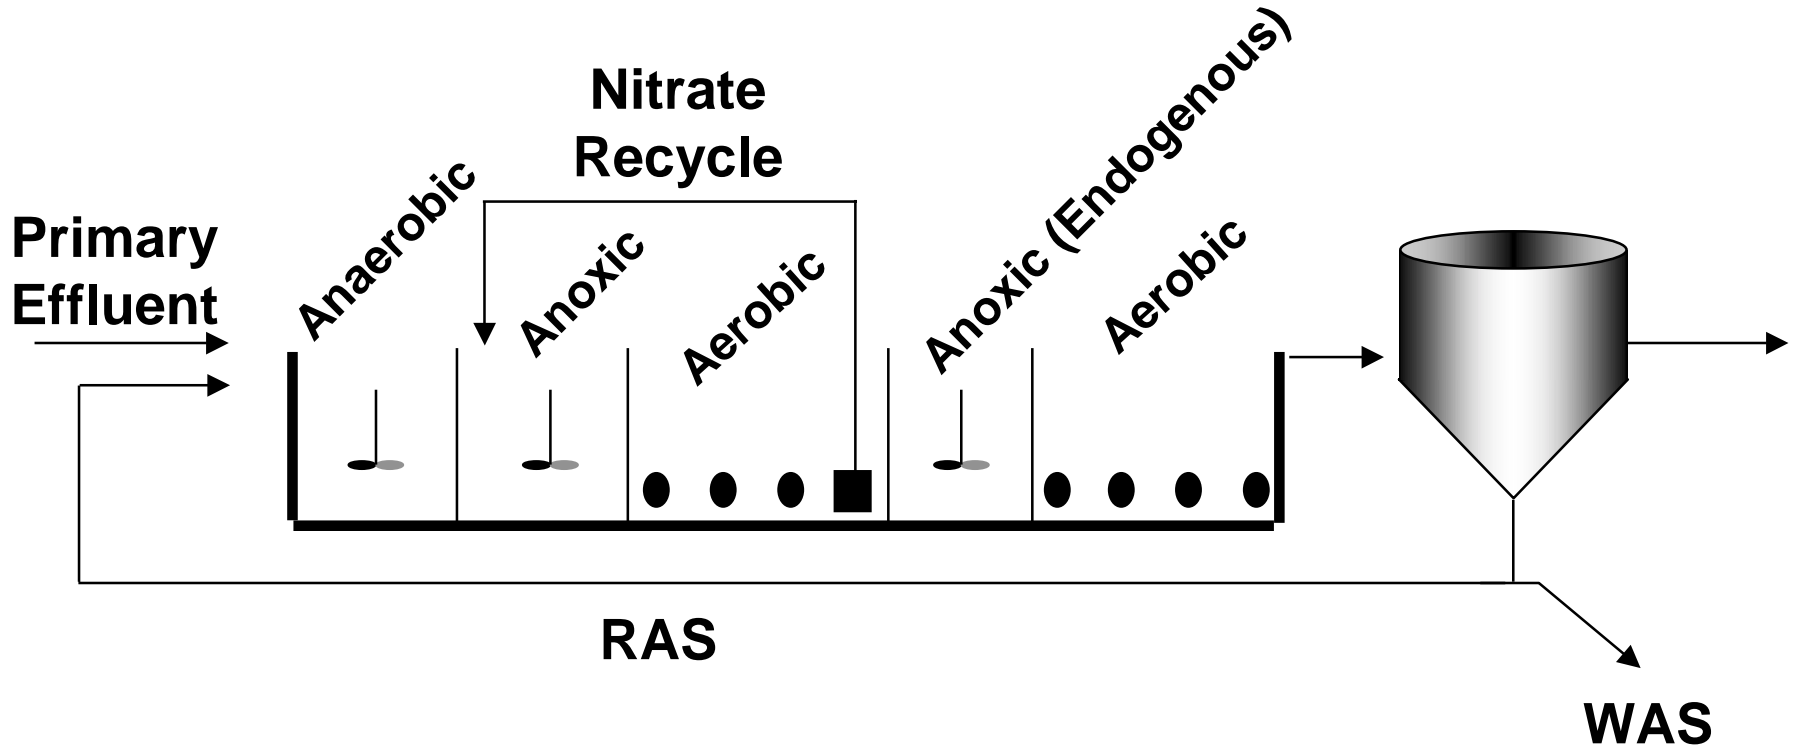 Nitrate
Recycle
Primary
Effluent
Anaerobic
Anoxic
Aerobic
Anoxic (Endogenous)
Aerobic
RAS
WAS